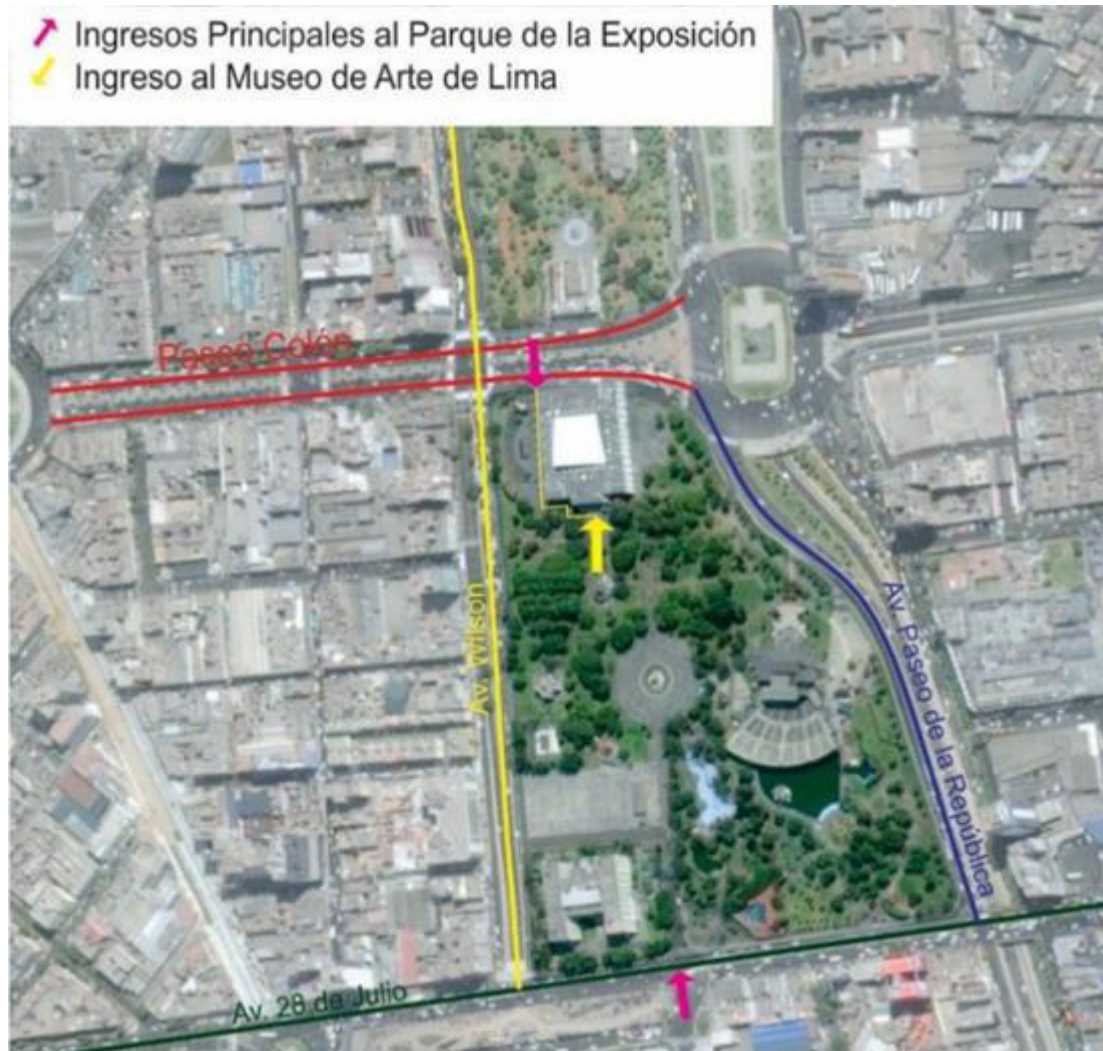 Ingresos Principales al Parque de la Exposición
Ingreso al Museo de Arte de Lima
Paseo Colón
Av. Wilson
Av. Paseo de la República
Av. 28 de Julio